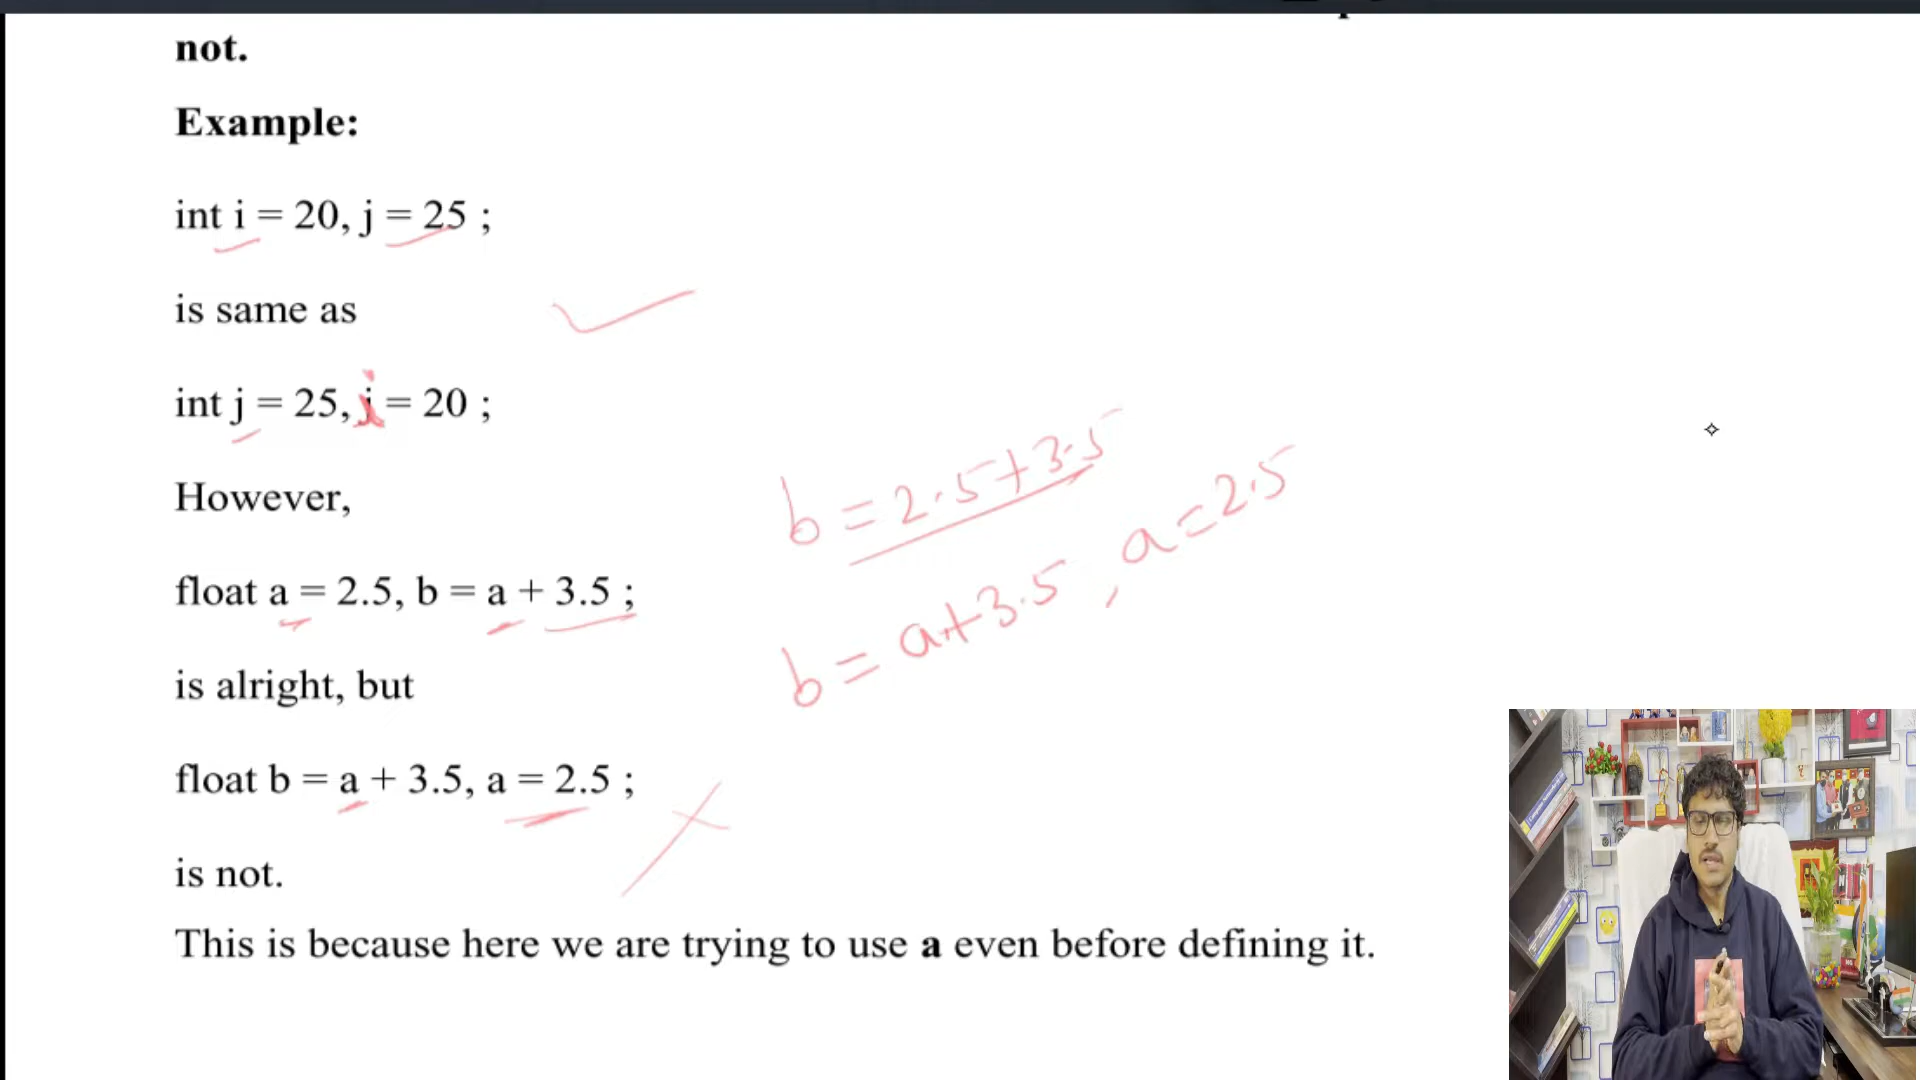 not.
Example:
int i = 20, j = 25 ;
is same as
int j = 25, i = 20 ;
However,
float a = 2.5, b = a + 3.5 ;
is alright, but
float b = a + 3.5, a = 2.5 ;
is not.
This is because here we are trying to use a even before defining it.
b = 2.5 + 3.5
b = a + 3.5 , a = 2.5